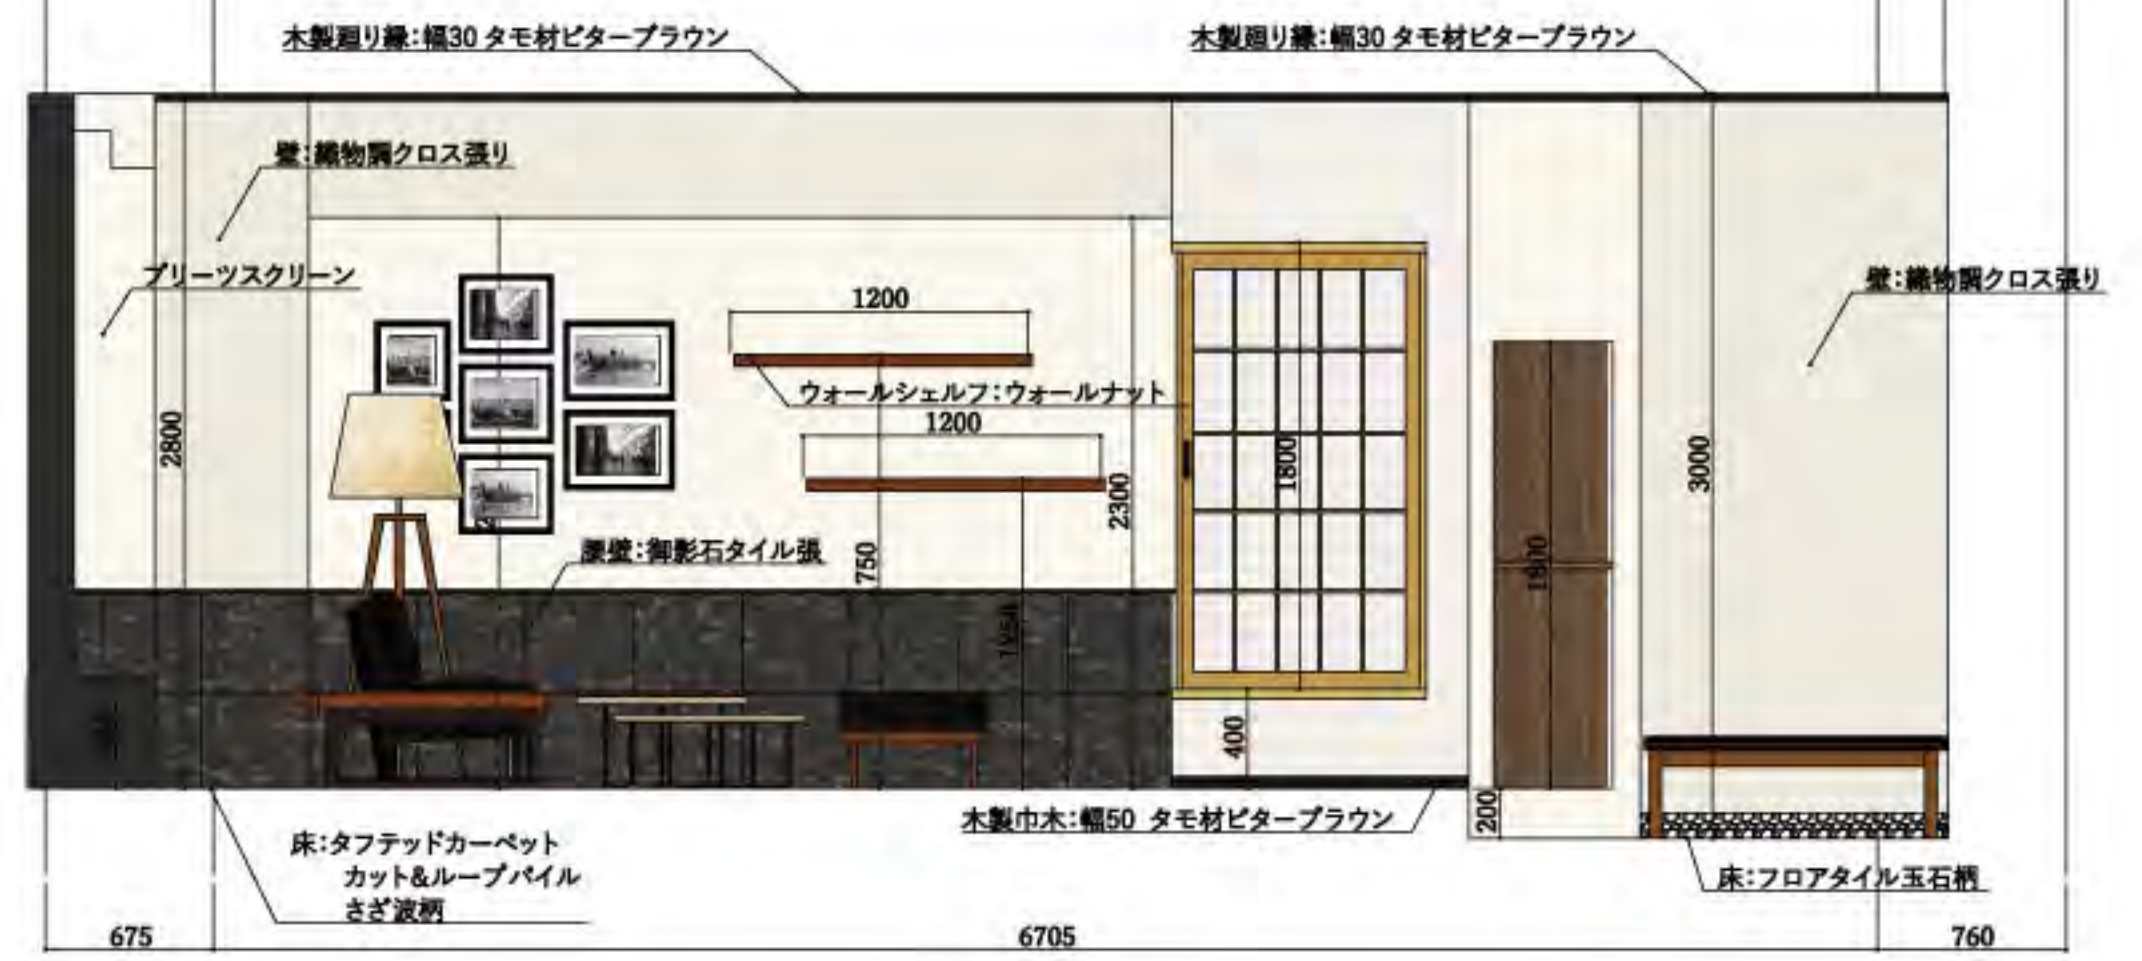 木製廻り縁：幅30 タモ材ビターブラウン
木製廻り縁：幅30 タモ材ビターブラウン
壁：織物調クロス張り
プリーツスクリーン
壁：織物調クロス張り
1200
ウォールシェルフ：ウォールナット
1200
28800
2300
1800
3000
腰壁：御影石タイル張
750
1800
400
200
木製巾木：幅50 タモ材ビターブラウン
床：タフテッドカーペット
カット&ループパイル
さざ波柄
床：フロアタイル玉石柄
675
6705
760